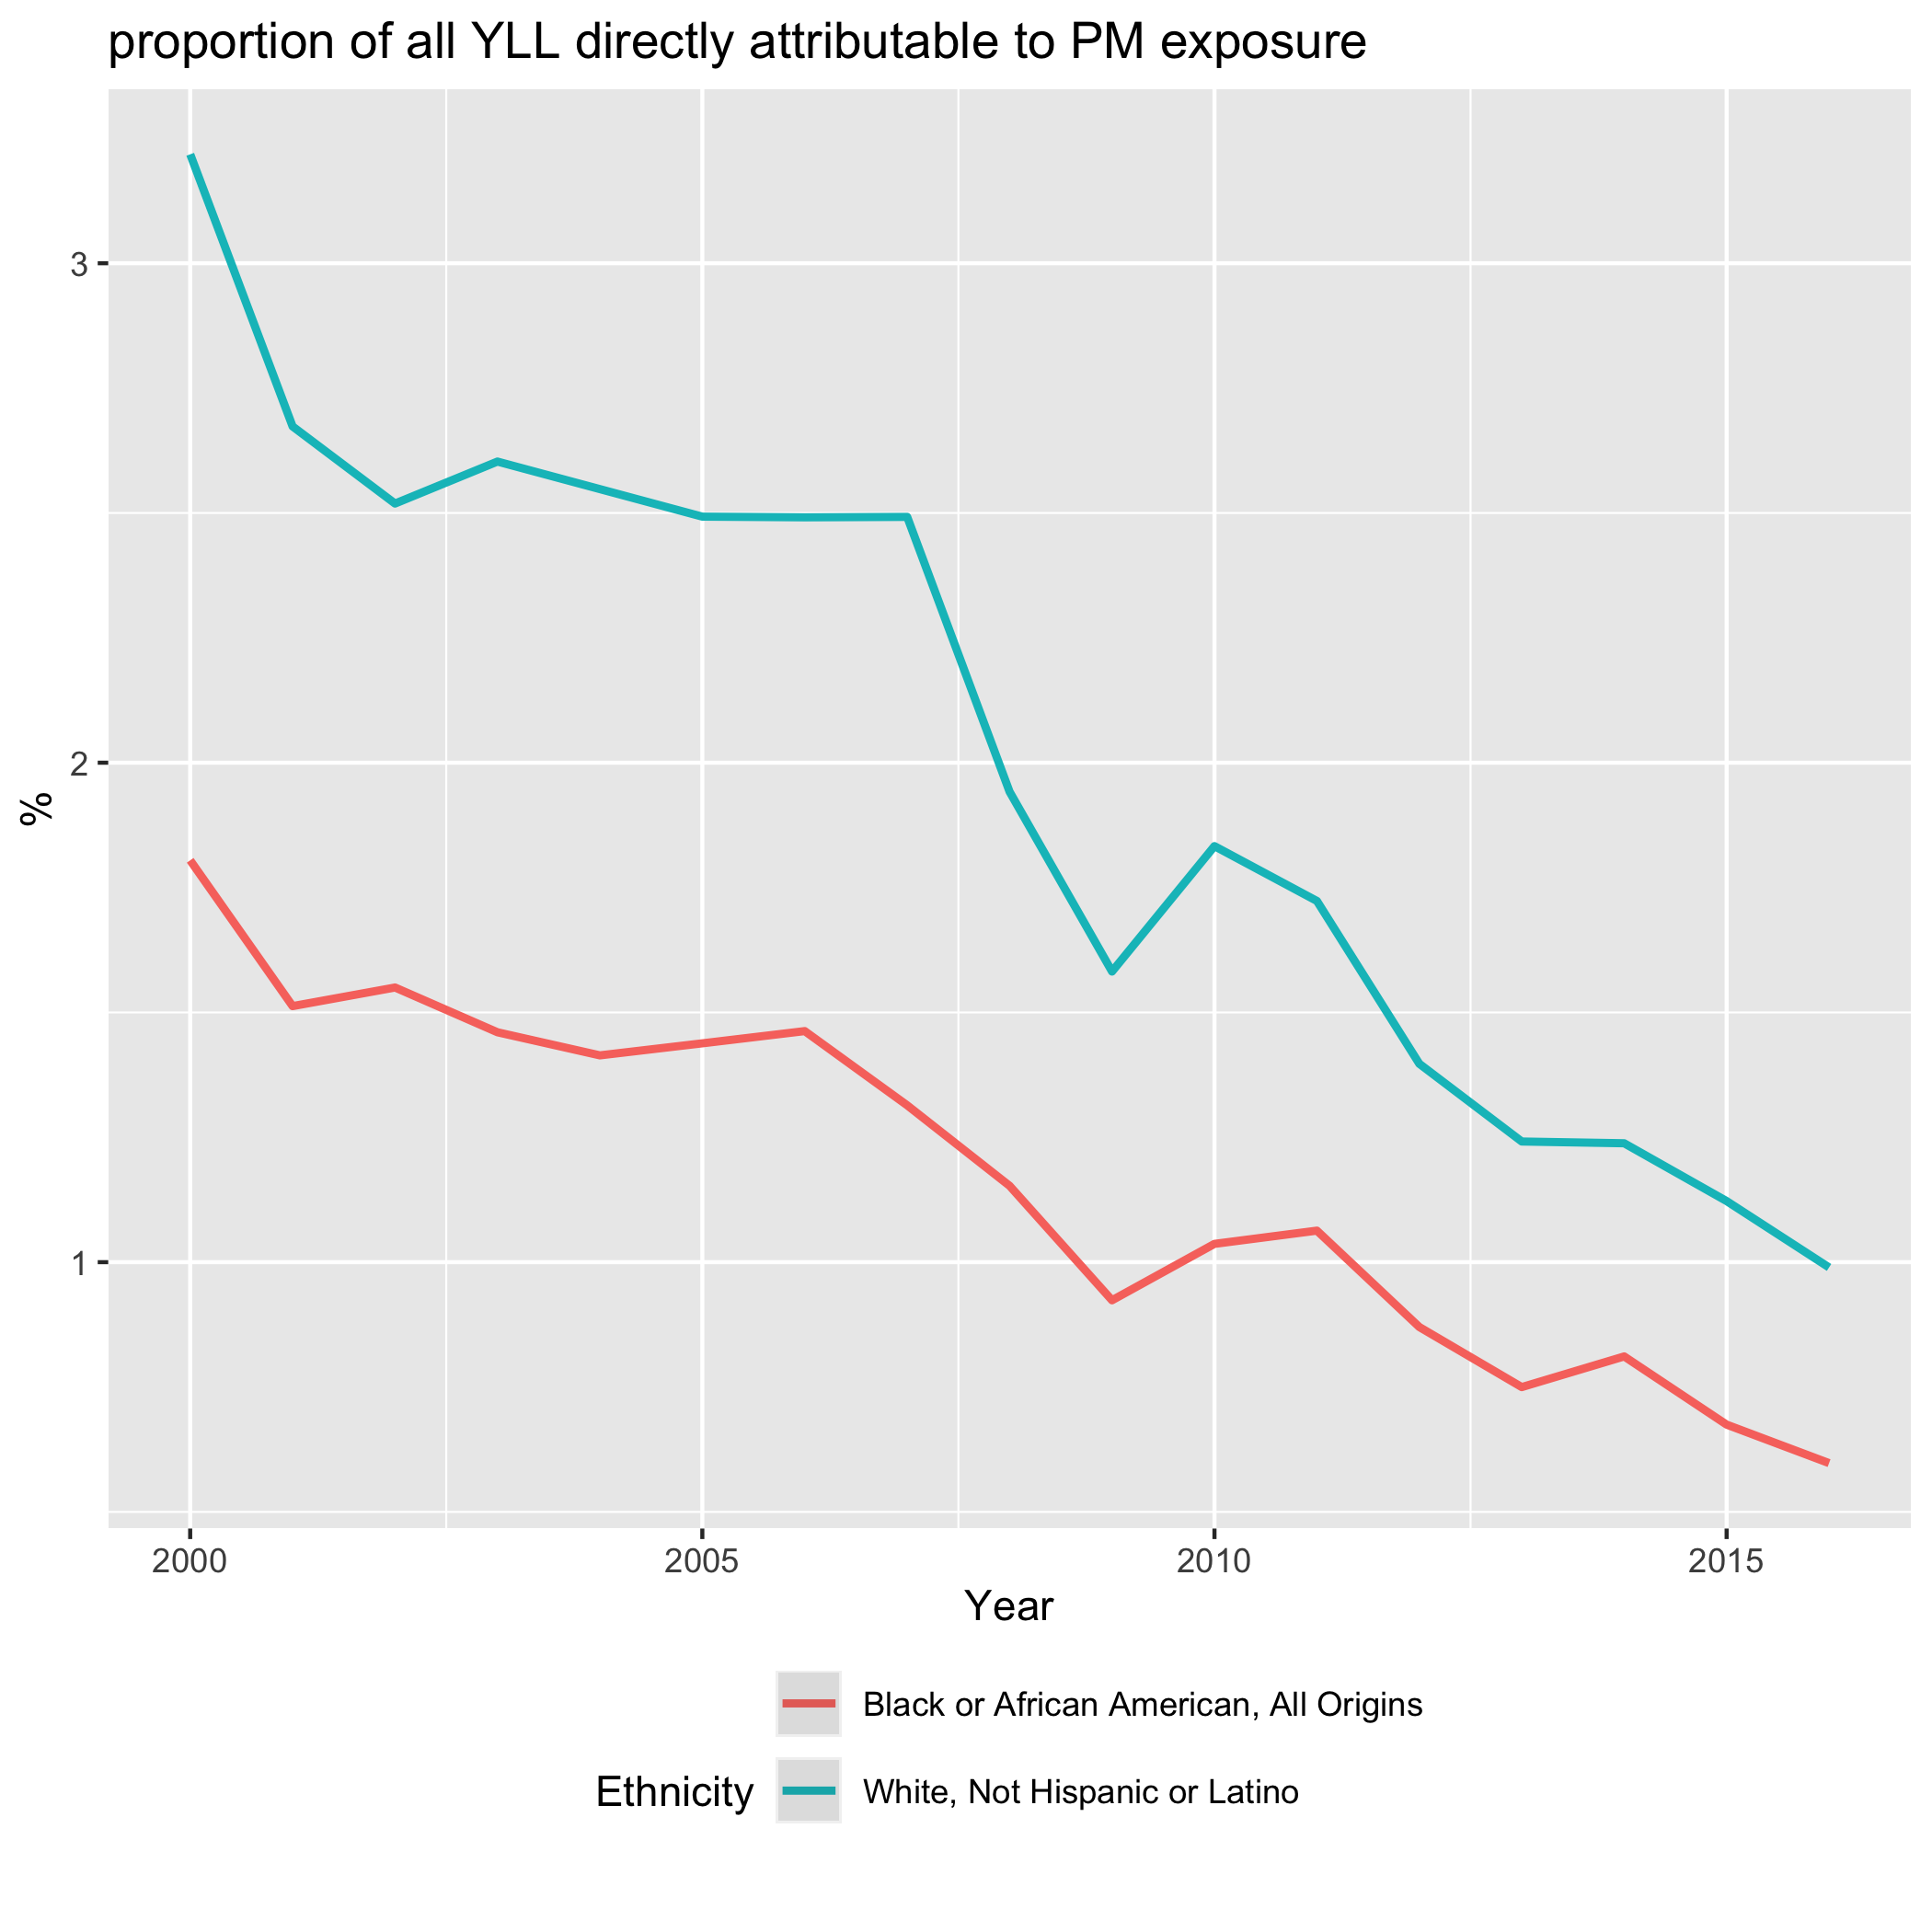 proportion of all YLL directly attributable to PM exposure
3
2
1
%
2000 2005 2010 2015
Year
Ethnicity
Black or African American, All Origins
White, Not Hispanic or Latino